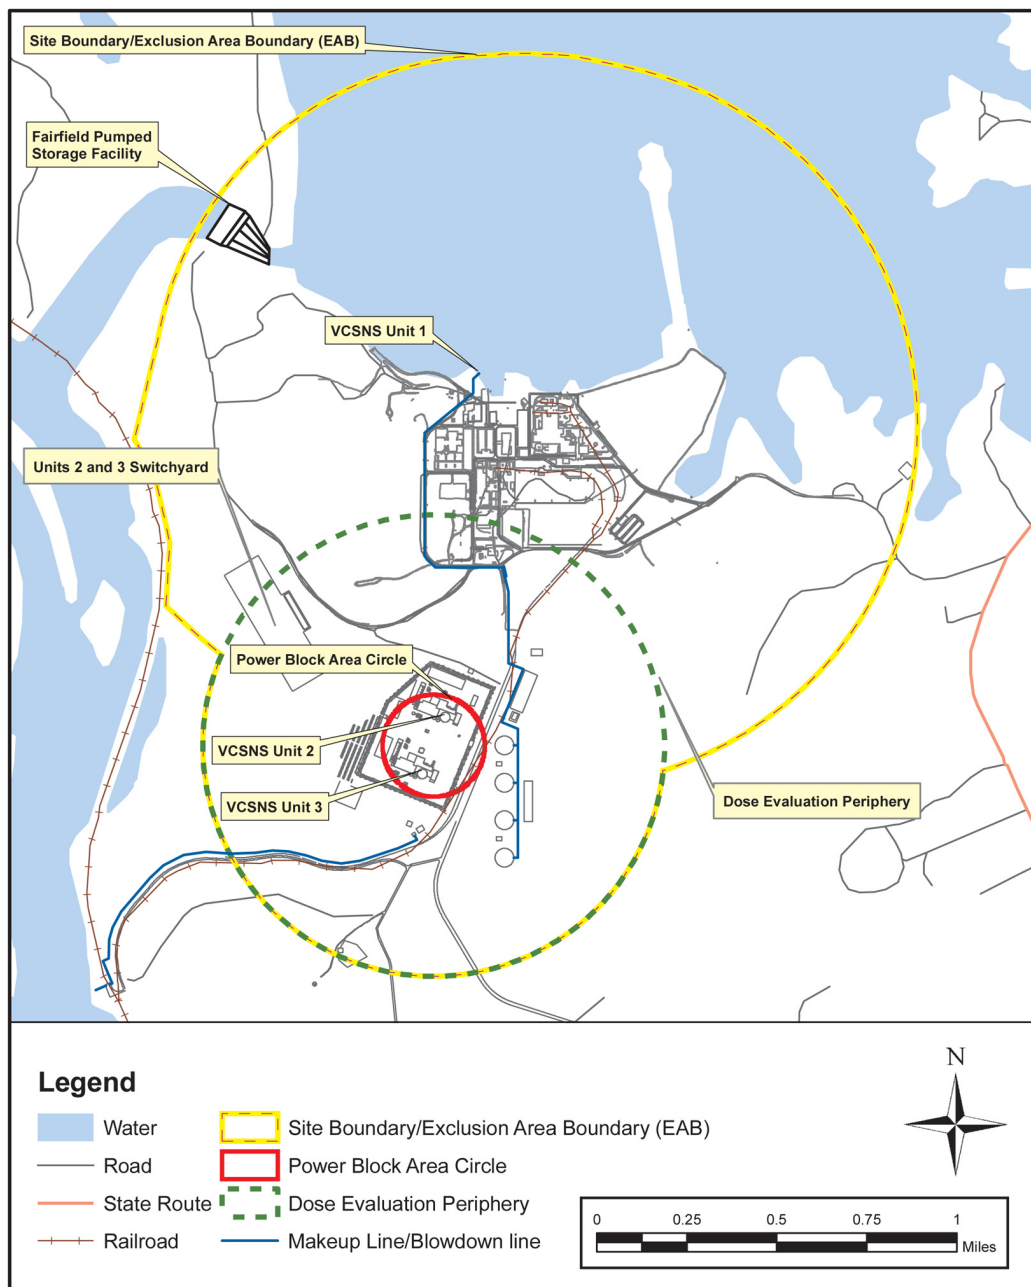 Site Boundary/Exclusion Area Boundary (EAB)
Fairfield Pumped
Storage Facility
VCSNS Unit 1
Units 2 and 3 Switchyard
Power Block Area Circle
VCSNS Unit 2
VCSNS Unit 3
Dose Evaluation Periphery
Legend
Water
Road
State Route
Railroad
Site Boundary/Exclusion Area Boundary (EAB)
Power Block Area Circle
Dose Evaluation Periphery
Makeup Line/Blowdown line
N
0 0.25 0.5 0.75 1
Miles